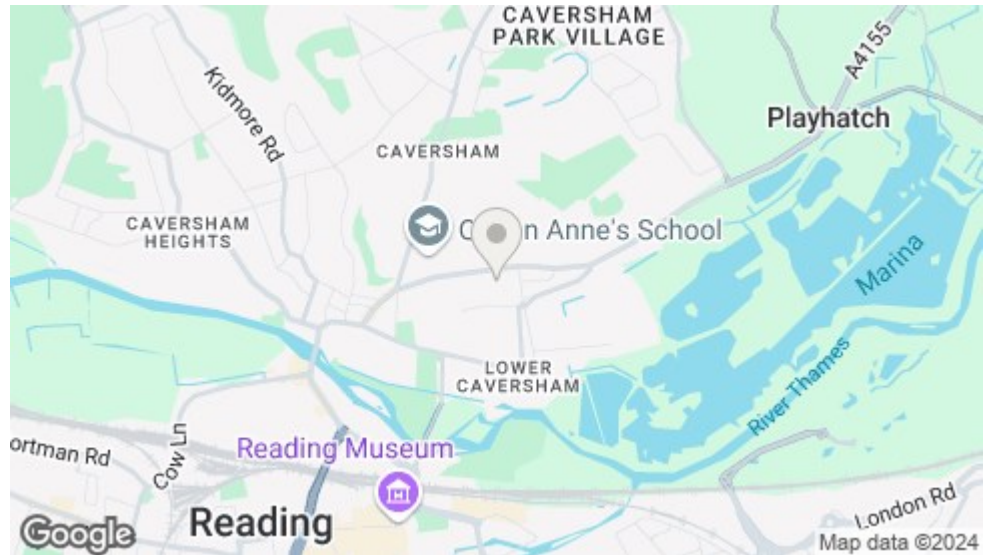 CAVERSHAM
PARK VILLAGE
A4155
Kidmore Rd
Playhatch
CAVERSHAM
CAVERSHAM
HEIGHTS
n Anne's School
Marina
LOWER
CAVERSHAM
River Thames
ortman Rd
Cow Ln
Reading Museum
London Rd
Reading
Google
Map data ©2024